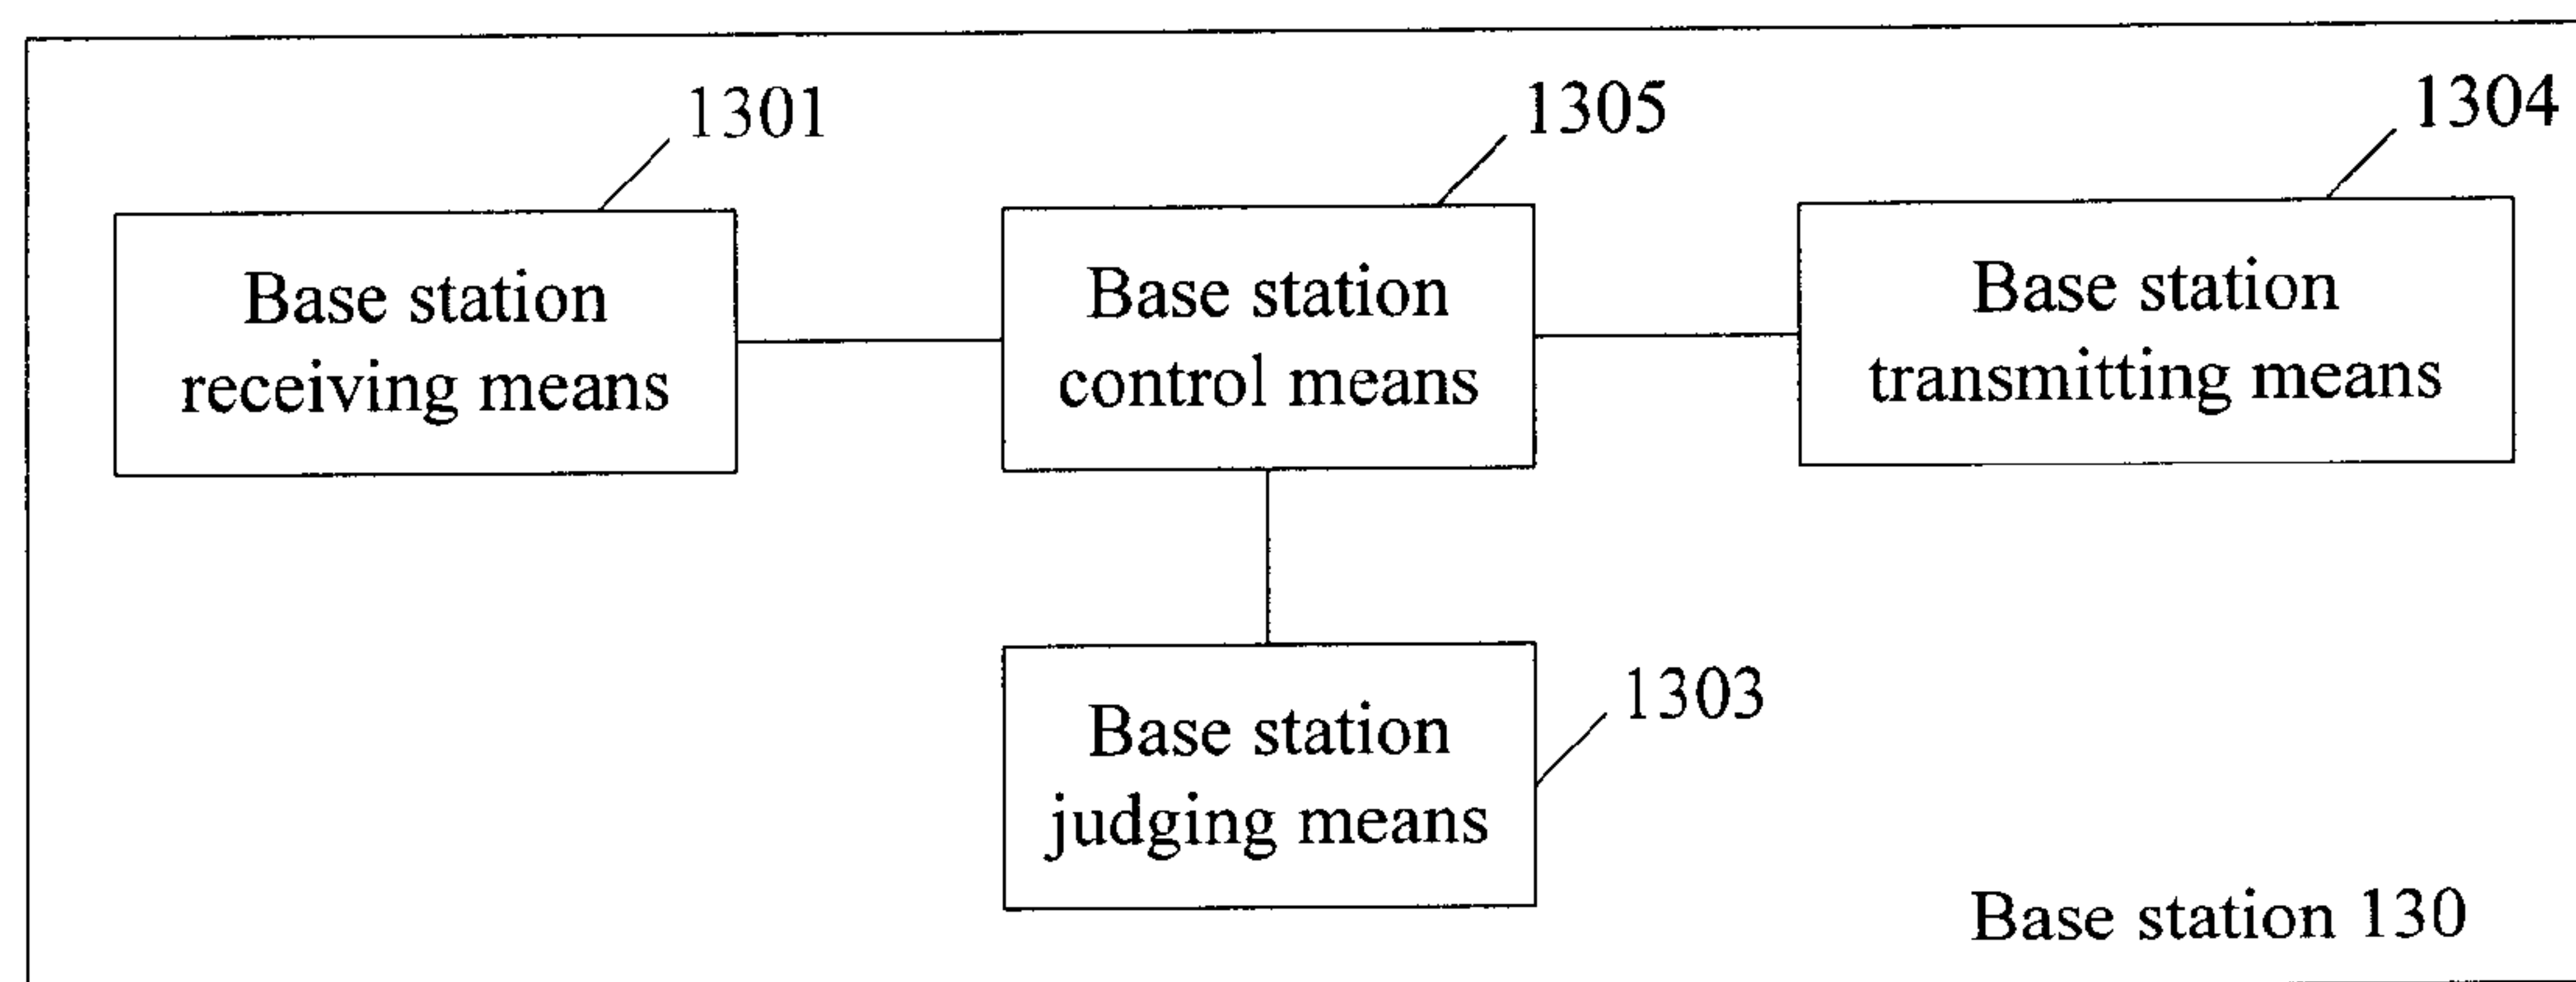 1301
1305
1304
Base station
receiving means
Base station
control means
Base station
transmitting means
1303
Base station
judging means
Base station 130